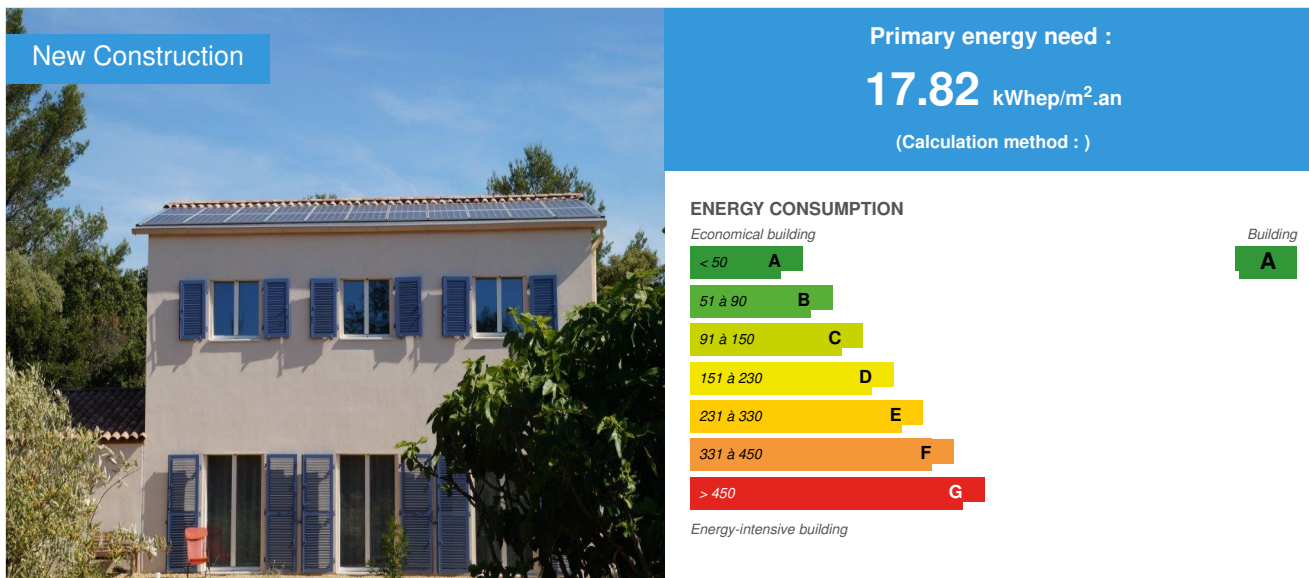 New Construction
Primary energy need :
17.82 kWhep/m².an
(Calculation method : )
ENERGY CONSUMPTION
Economical building
Building
< 50 A
A
51 à 90 B
91 à 150 C
151 à 230 D
231 à 330 E
331 à 450 F
> 450 G
Energy-intensive building